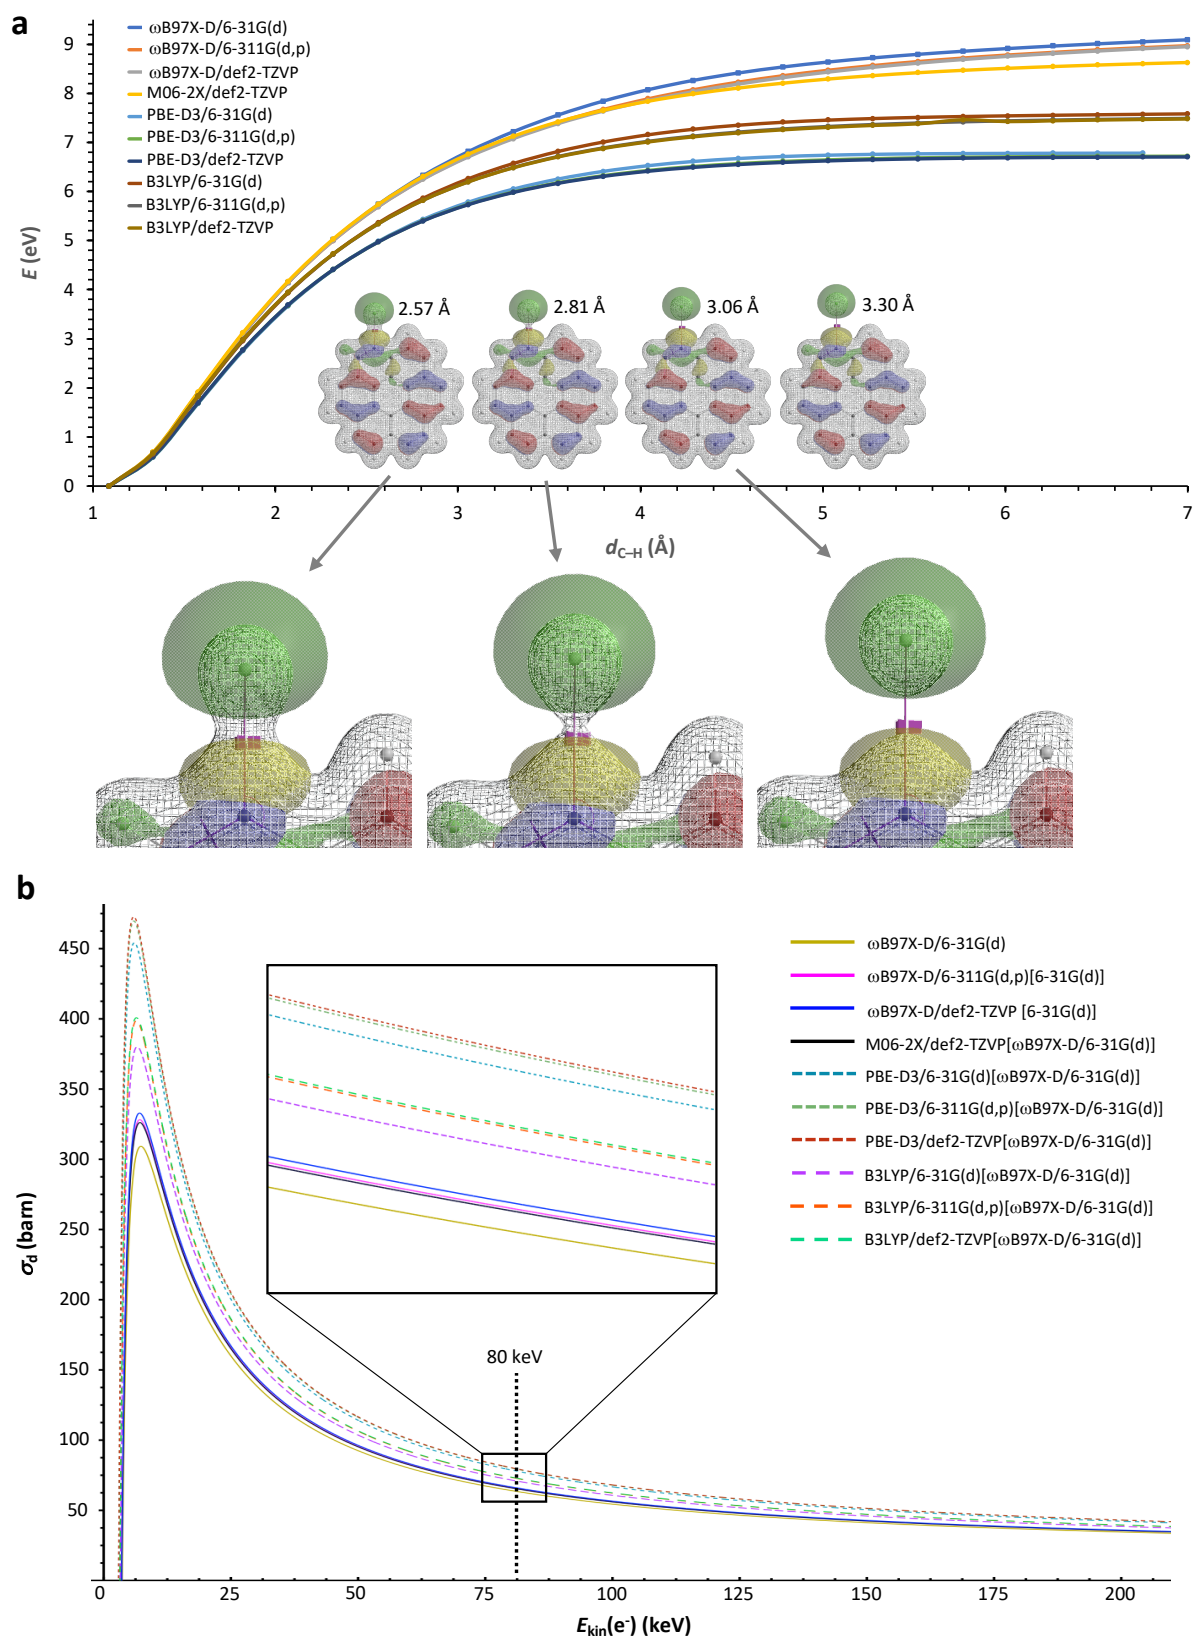 a
ωB97X-D/6-31G(d)
ωB97X-D/6-311G(d,p)
ωB97X-D/def2-TZVP
M06-2X/def2-TZVP
PBE-D3/6-31G(d)
PBE-D3/6-311G(d,p)
PBE-D3/def2-TZVP
B3LYP/6-31G(d)
B3LYP/6-311G(d,p)
B3LYP/def2-TZVP
9
8
7
6
5
4
3
2
1
0
E (eV)
2.57 Å
2.81 Å
3.06 Å
3.30 Å
1
2
3
4
5
6
7
dC–H (Å)
b
450
400
350
300
250
200
150
100
50
σd (barn)
80 keV
ωB97X-D/6-31G(d)
ωB97X-D/6-311G(d,p)[6-31G(d)]
ωB97X-D/def2-TZVP [6-31G(d)]
M06-2X/def2-TZVP[ωB97X-D/6-31G(d)]
PBE-D3/6-31G(d)[ωB97X-D/6-31G(d)]
PBE-D3/6-311G(d,p)[ωB97X-D/6-31G(d)]
PBE-D3/def2-TZVP[ωB97X-D/6-31G(d)]
B3LYP/6-31G(d)[ωB97X-D/6-31G(d)]
B3LYP/6-311G(d,p)[ωB97X-D/6-31G(d)]
B3LYP/def2-TZVP[ωB97X-D/6-31G(d)]
0
25
50
75
100
125
150
175
200
Ekin(e-) (keV)